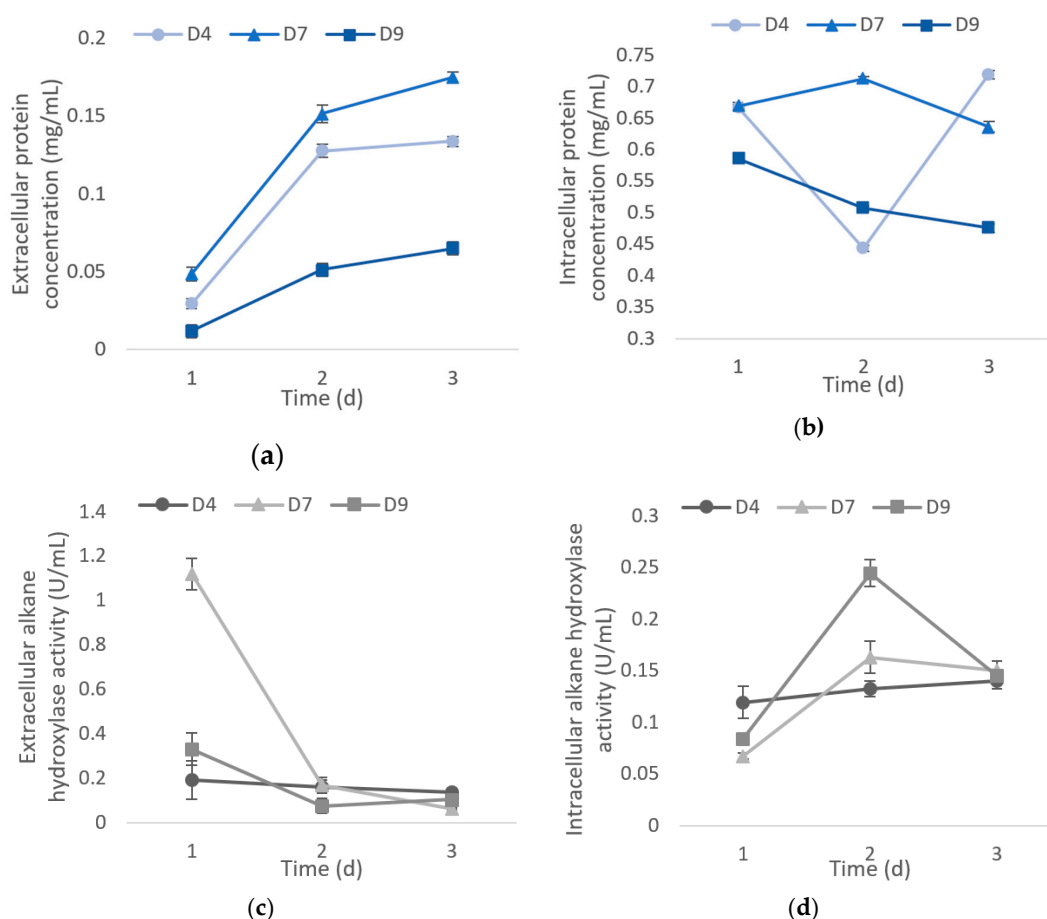 D4 D7 D9
Extracellular protein
concentration (mg/mL)
0.2
0.15
0.1
0.05
0
1 2 3
Time (d)
(a)
D4 D7 D9
Intracellular protein
concentration (mg/mL)
0.75
0.7
0.65
0.6
0.55
0.5
0.45
0.4
0.35
0.3
1 2 3
Time (d)
(b)
D4 D7 D9
Extracellular alkane
hydroxylase activity (U/mL)
1.4
1.2
1
0.8
0.6
0.4
0.2
0
1 2 3
Time (d)
(c)
D4 D7 D9
Intracellular alkane hydroxylase
activity (U/mL)
0.3
0.25
0.2
0.15
0.1
0.05
0
1 2 3
Time (d)
(d)